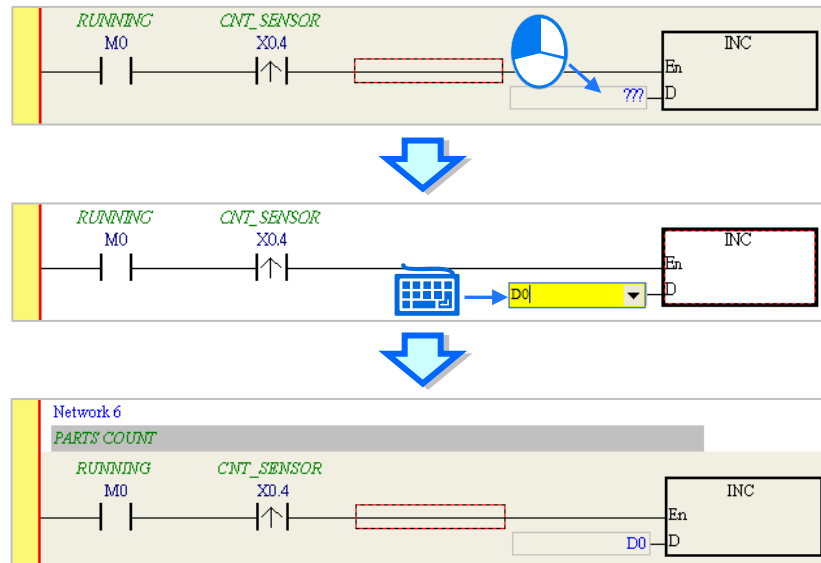 RUNNING CNT_SENSOR
M0 X0.4 INC
En
??? D
RUNNING CNT_SENSOR
M0 X0.4 INC
En
D0 D
Network 6
PARTS COUNT
RUNNING CNT_SENSOR
M0 X0.4 INC
En
D0 D